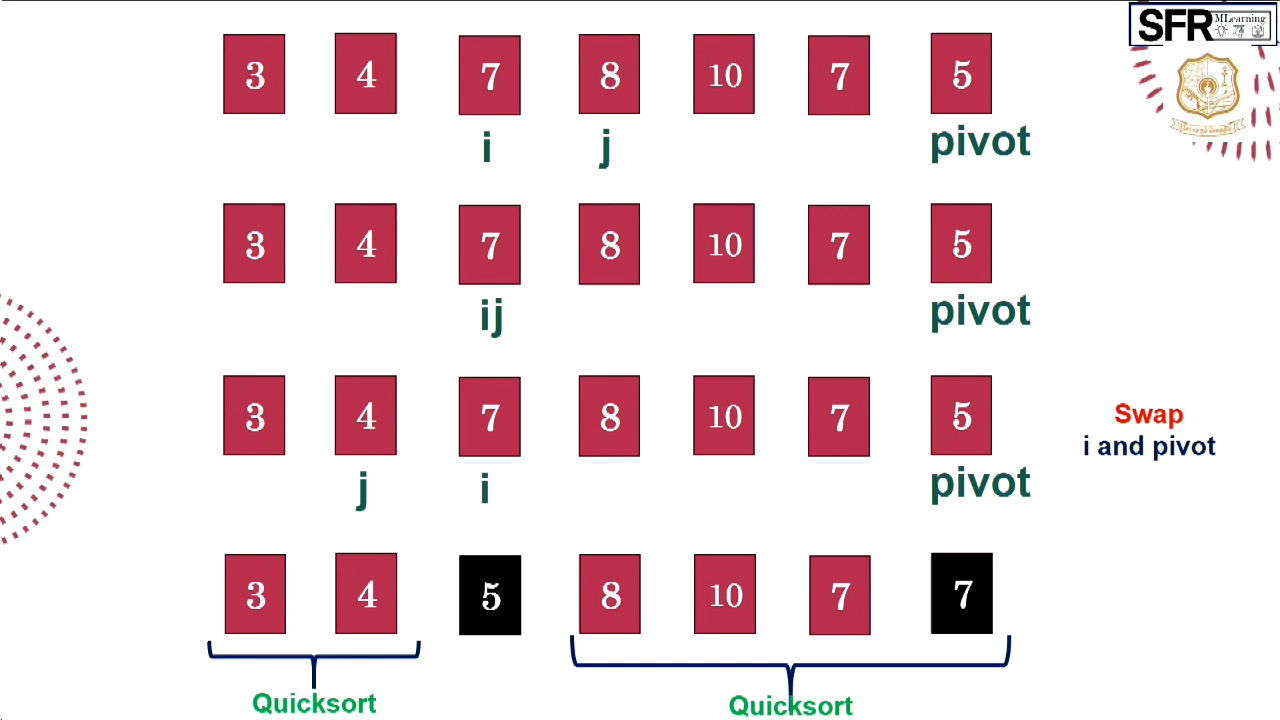 SFR MLearning
3 4 7 8 10 7 5
i j pivot
3 4 7 8 10 7 5
ij pivot
3 4 7 8 10 7 5
Swap
i and pivot
j i pivot
3 4 5 8 10 7 7
Quicksort Quicksort